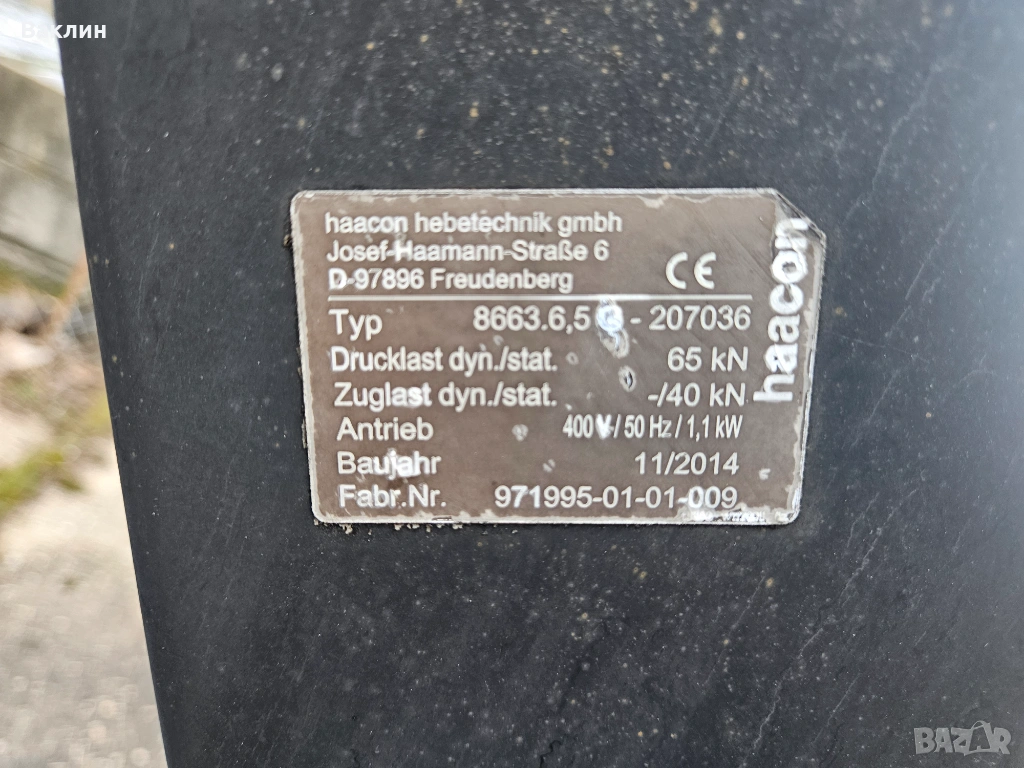 Ваклин
haacon hebetechnik gmbh
Josef-Haamann-Straße 6
D-97896 Freudenberg
CE
haacon
Typ 8663.6,5 - 207036
Drucklast dyn./stat. 65 kN
Zuglast dyn./stat. -/40 kN
Antrieb 400 V / 50 Hz / 1,1 kW
Baujahr 11/2014
Fabr.Nr. 971995-01-01-009
BAZAR